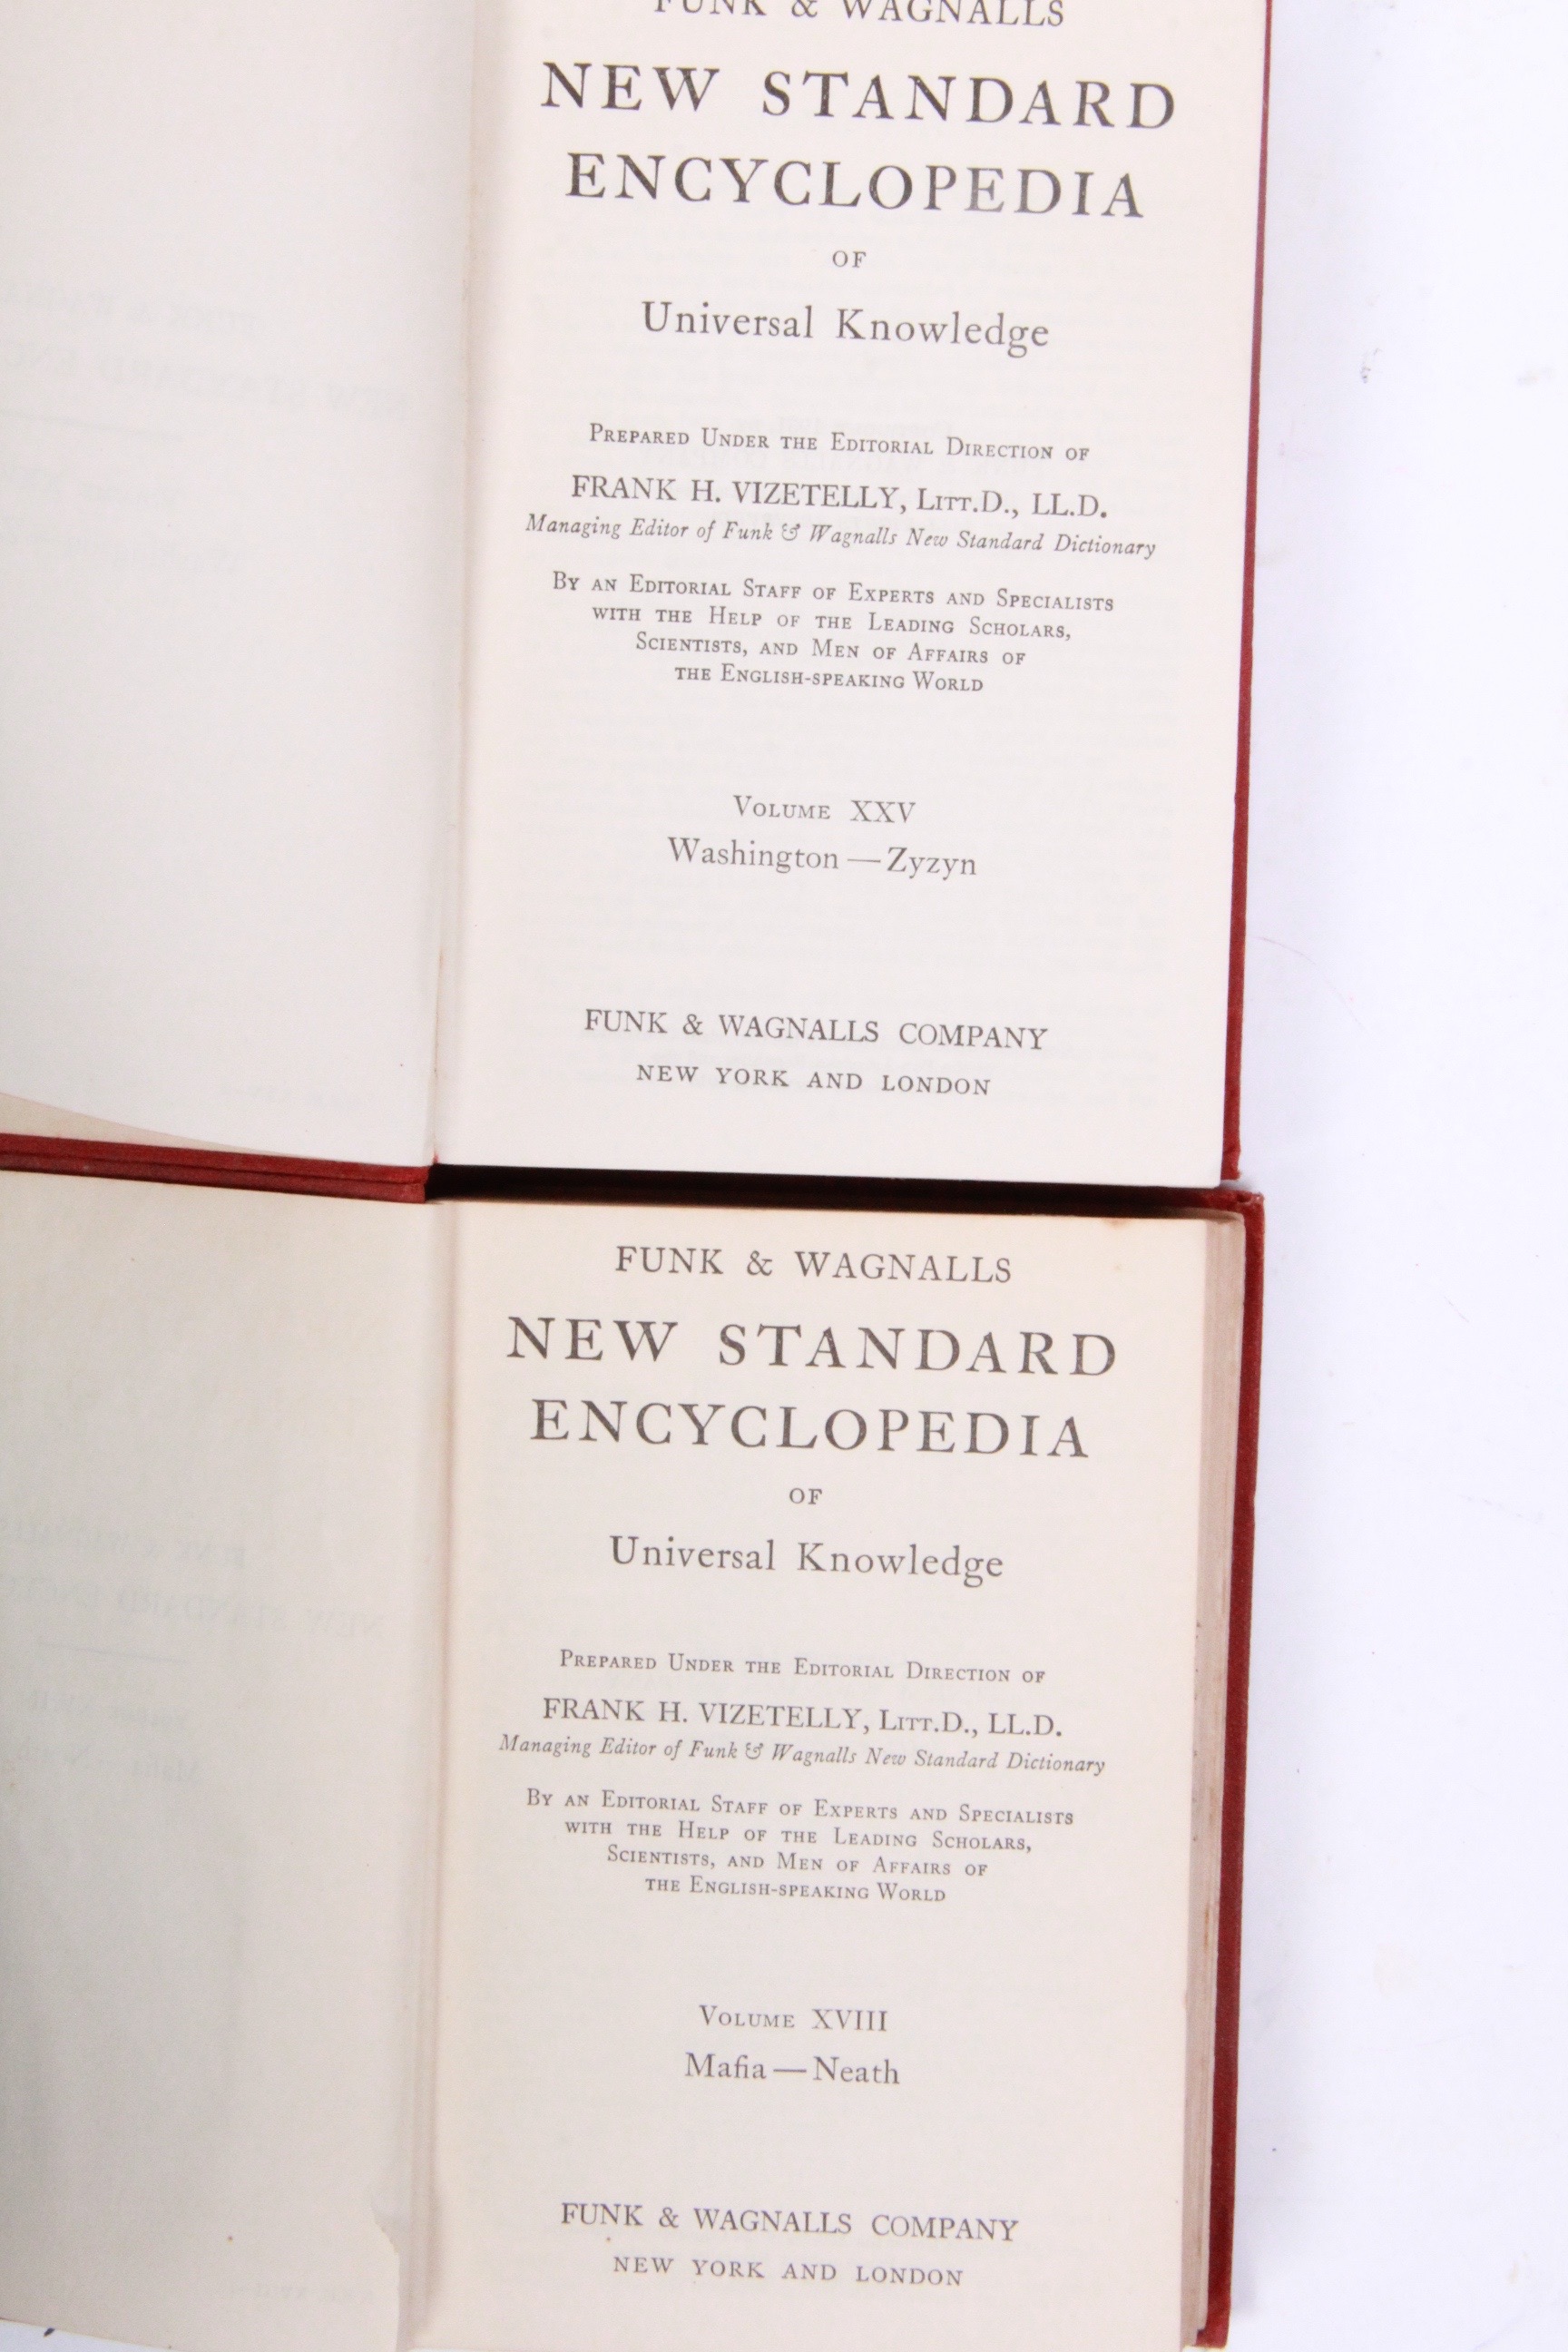 FUNK & WAGNALLS
NEW STANDARD
ENCYCLOPEDIA
OF
Universal Knowledge
Prepared Under the Editorial Direction of
FRANK H. VIZETELLY, Litt.D., LL.D.
Managing Editor of Funk & Wagnalls New Standard Dictionary
By an Editorial Staff of Experts and Specialists
with the Help of the Leading Scholars,
Scientists, and Men of Affairs of
the English-speaking World
Volume XXV
Washington — Zyzyn
FUNK & WAGNALLS COMPANY
NEW YORK AND LONDON
FUNK & WAGNALLS
NEW STANDARD
ENCYCLOPEDIA
OF
Universal Knowledge
Prepared Under the Editorial Direction of
FRANK H. VIZETELLY, Litt.D., LL.D.
Managing Editor of Funk & Wagnalls New Standard Dictionary
By an Editorial Staff of Experts and Specialists
with the Help of the Leading Scholars,
Scientists, and Men of Affairs of
the English-speaking World
Volume XVIII
Mafia — Neath
FUNK & WAGNALLS COMPANY
NEW YORK AND LONDON